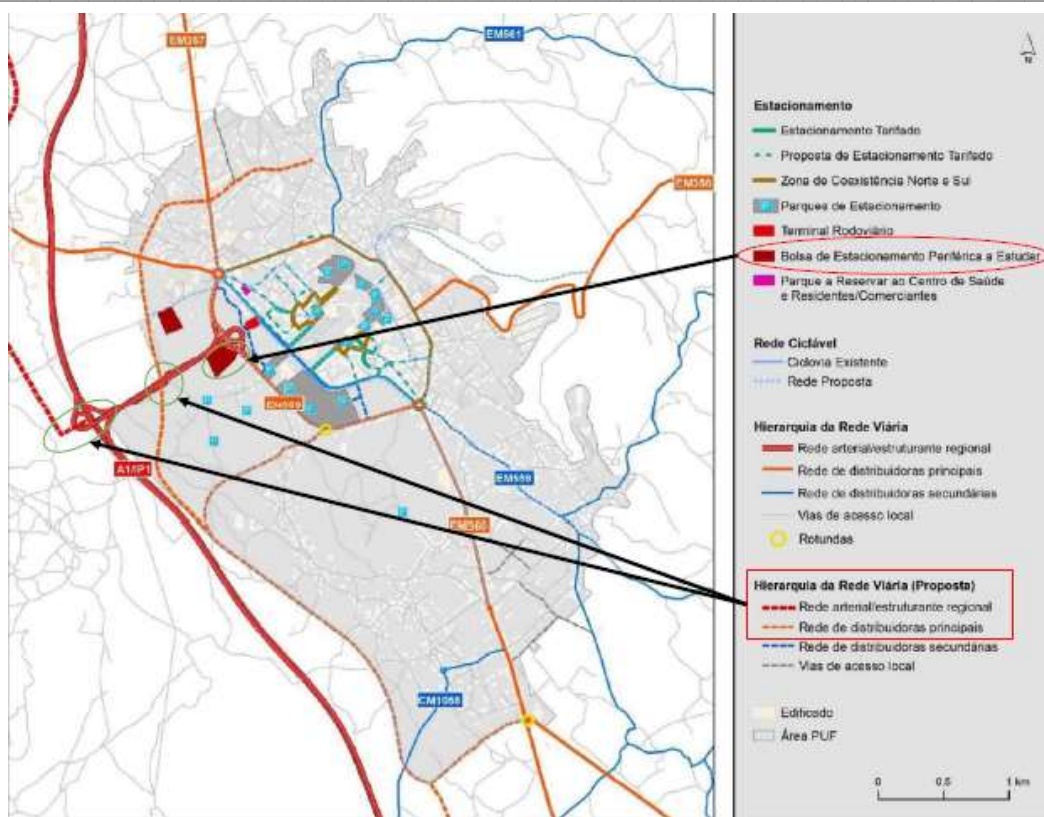 EM357
EM561
EM356
EN569
A1/IP1
EM559
EM360
CM1058
N
Estacionamento
Estacionamento Tarifado
Proposta de Estacionamento Tarifado
Zona de Coexistência Norte e Sul
Parques de Estacionamento
Terminal Rodoviário
Bolsa de Estacionamento Periférica a Estudar
Parque a Reservar ao Centro de Saúde
e Residentes/Comerciantes
Rede Ciclável
Ciclovia Existente
Rede Proposta
Hierarquia da Rede Viária
Rede arterial/estruturante regional
Rede de distribuidoras principais
Rede de distribuidoras secundárias
Vias de acesso local
Rotundas
Hierarquia da Rede Viária (Proposta)
Rede arterial/estruturante regional
Rede de distribuidoras principais
Rede de distribuidoras secundárias
Vias de acesso local
Edificado
Área PUF
0 0.5 1 km